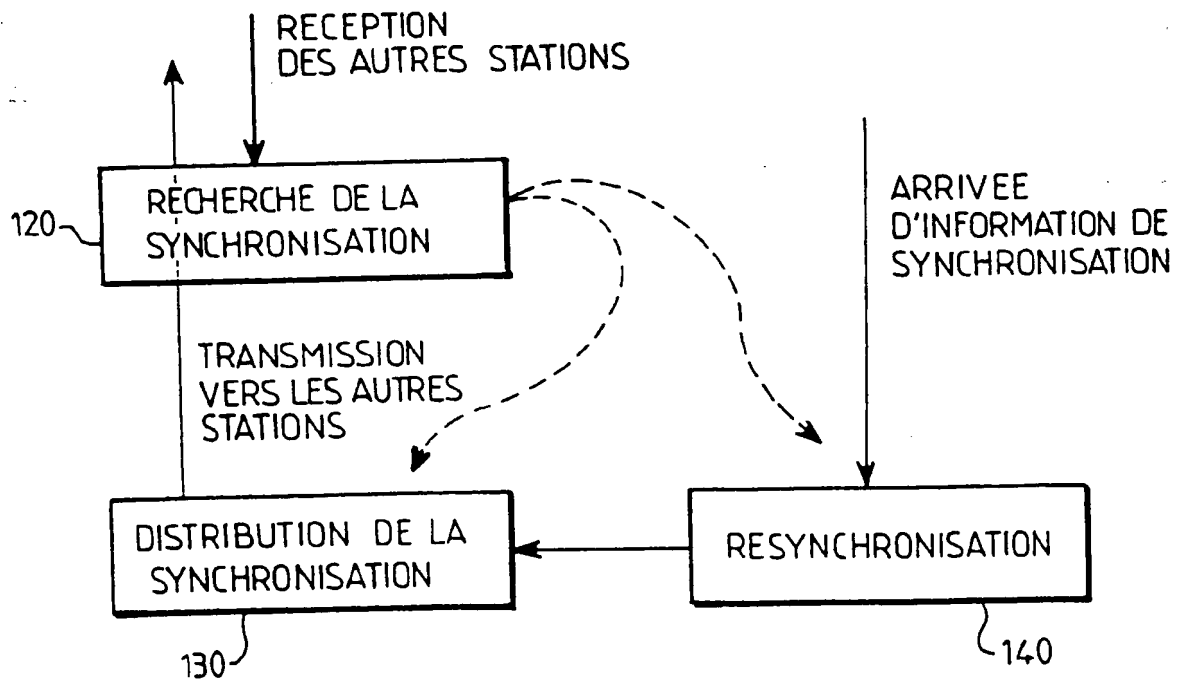 RECEPTION
DES AUTRES STATIONS
RECHERCHE DE LA
SYNCHRONISATION
120
ARRIVEE
D'INFORMATION DE
SYNCHRONISATION
TRANSMISSION
VERS LES AUTRES
STATIONS
DISTRIBUTION DE LA
SYNCHRONISATION
RESYNCHRONISATION
130
140